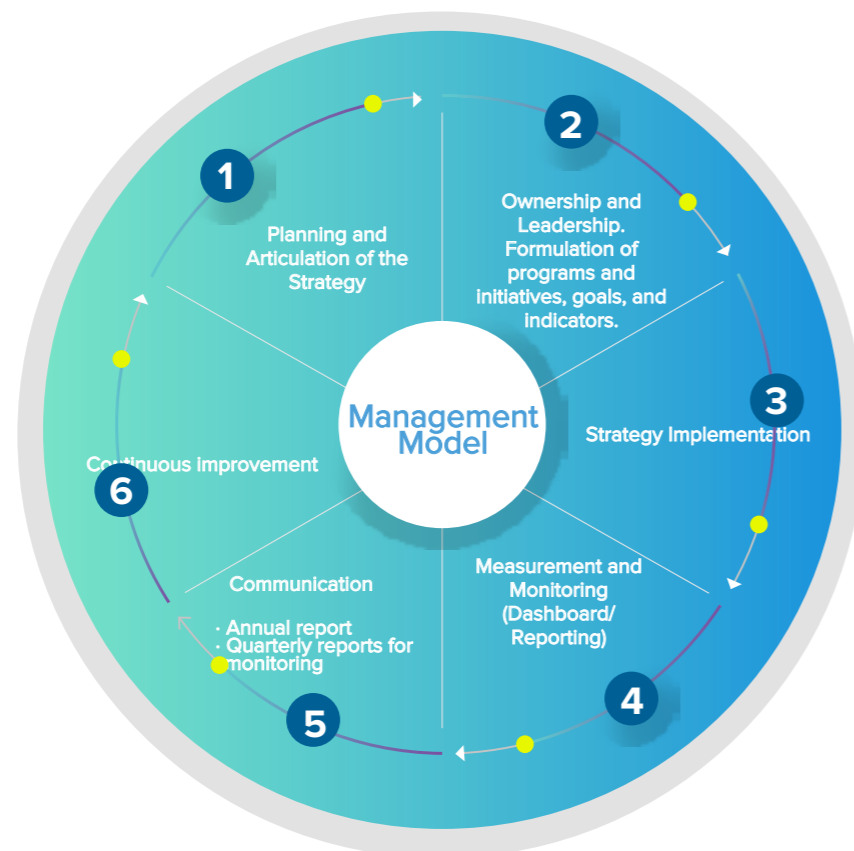 1
Planning and
Articulation of the
Strategy
2
Ownership and
Leadership.
Formulation of
programs and
initiatives, goals, and
indicators.
3
Strategy Implementation
Management
Model
4
Measurement and
Monitoring
(Dashboard/
Reporting)
5
Communication
· Annual report
· Quarterly reports for
monitoring
6
Continuous improvement